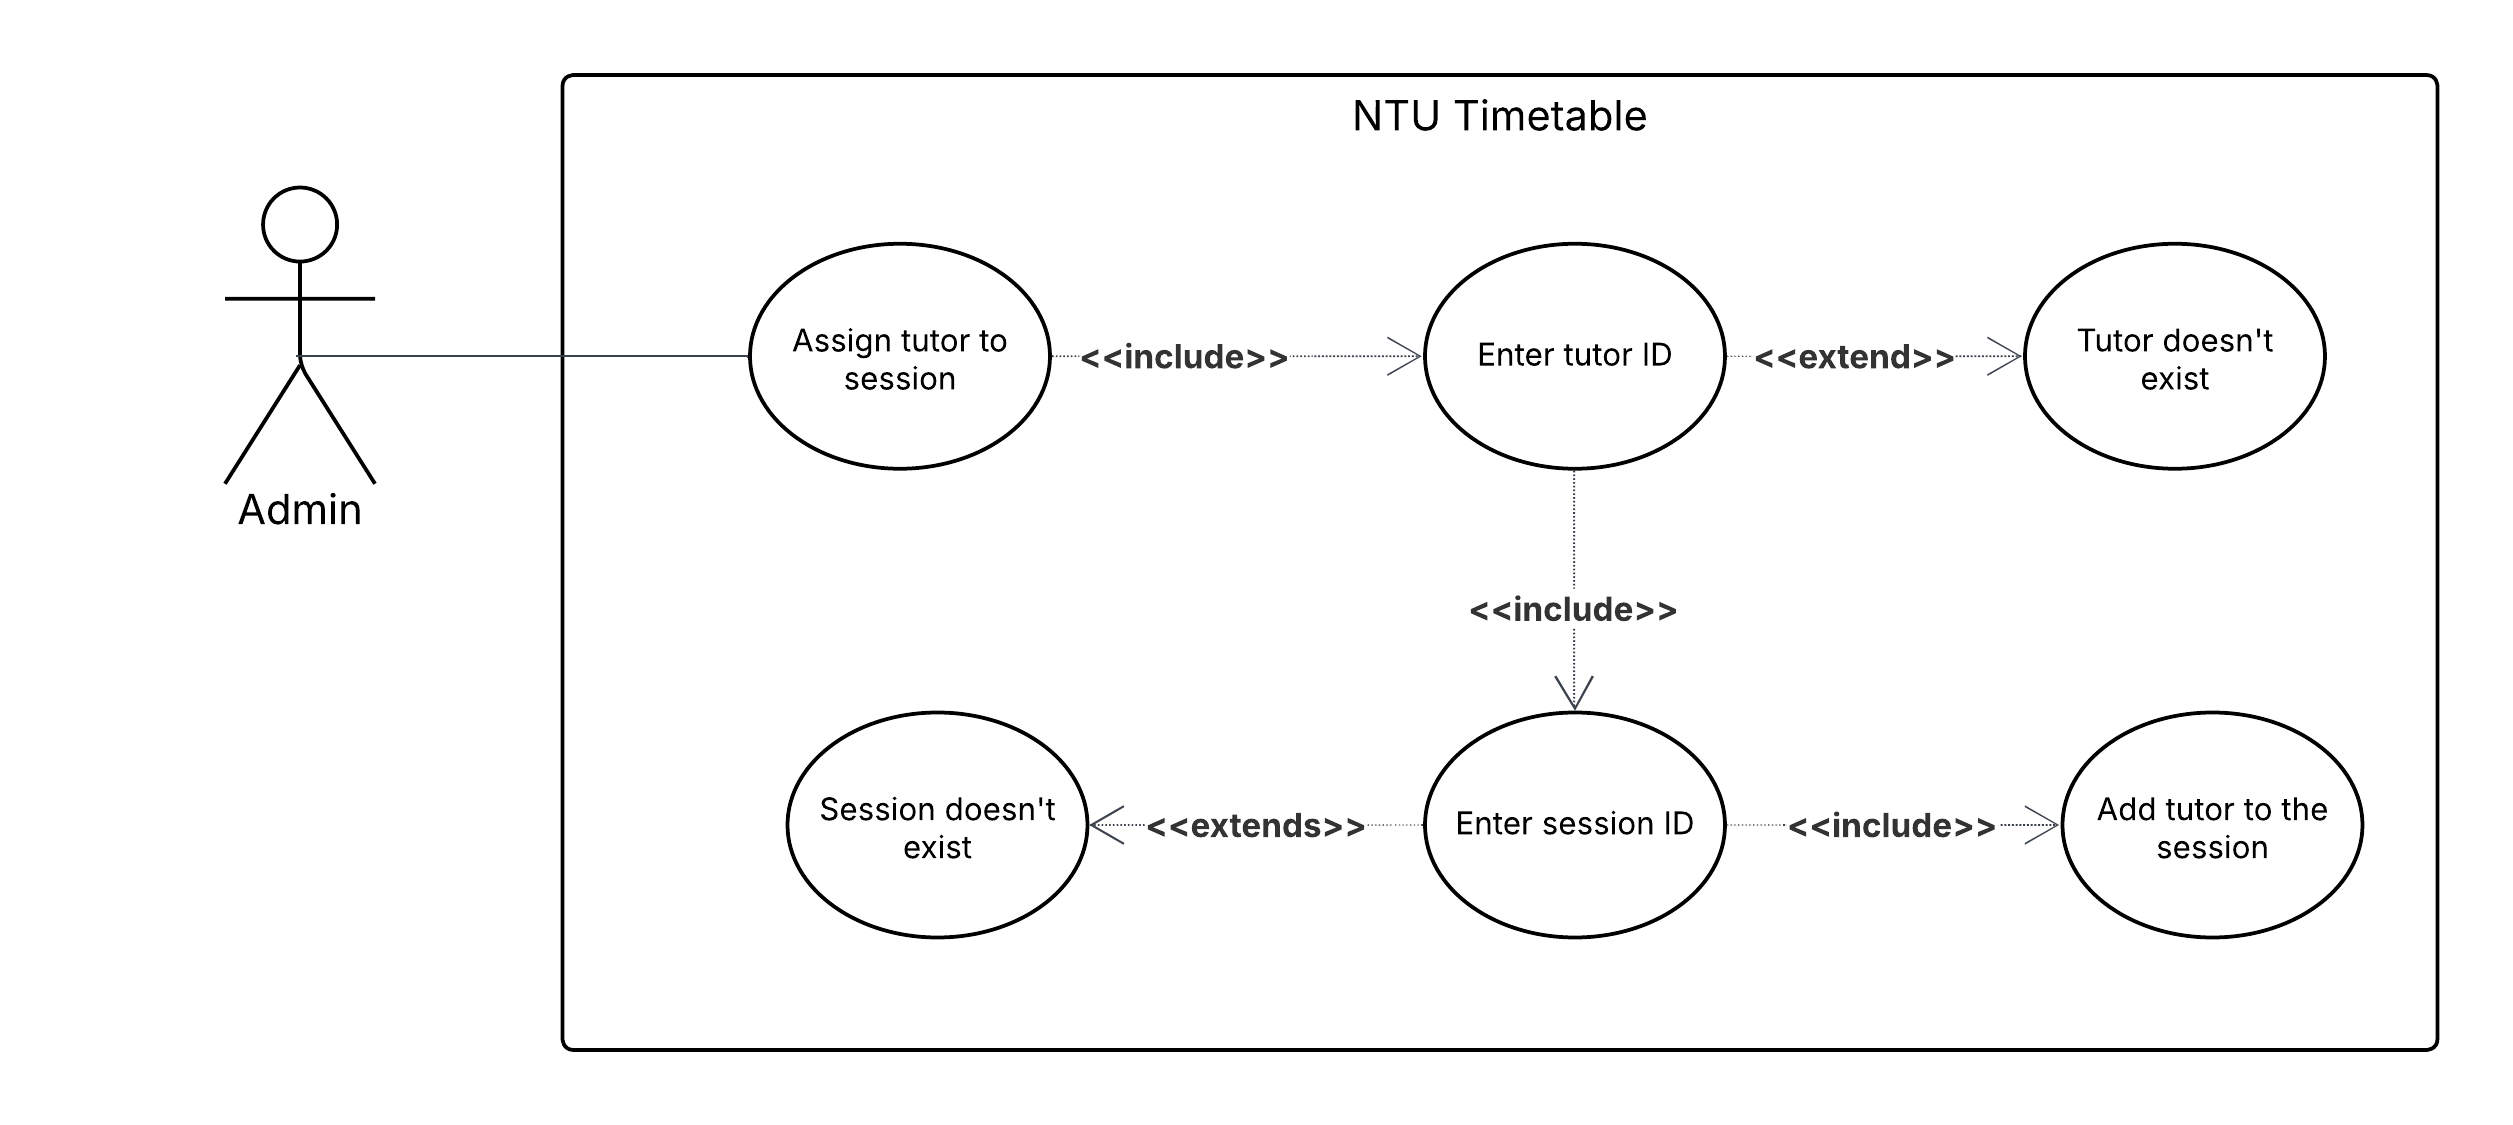 NTU Timetable
Admin
Assign tutor to
session
<<include>>
Enter tutor ID
<<extend>>
Tutor doesn't
exist
<<include>>
Session doesn't
exist
<<extends>>
Enter session ID
<<include>>
Add tutor to the
session